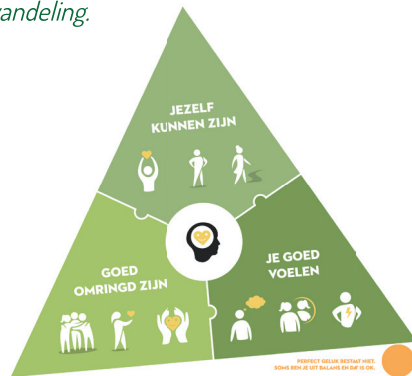 andeling.
JEZELF
KUNNEN ZIJN
GOED
OMRINGD ZIJN
JE GOED
VOELEN
PERFECT GELUK BESTAAT NIET.
SOMS BEN JE UIT BALANS EN DAT IS OK.